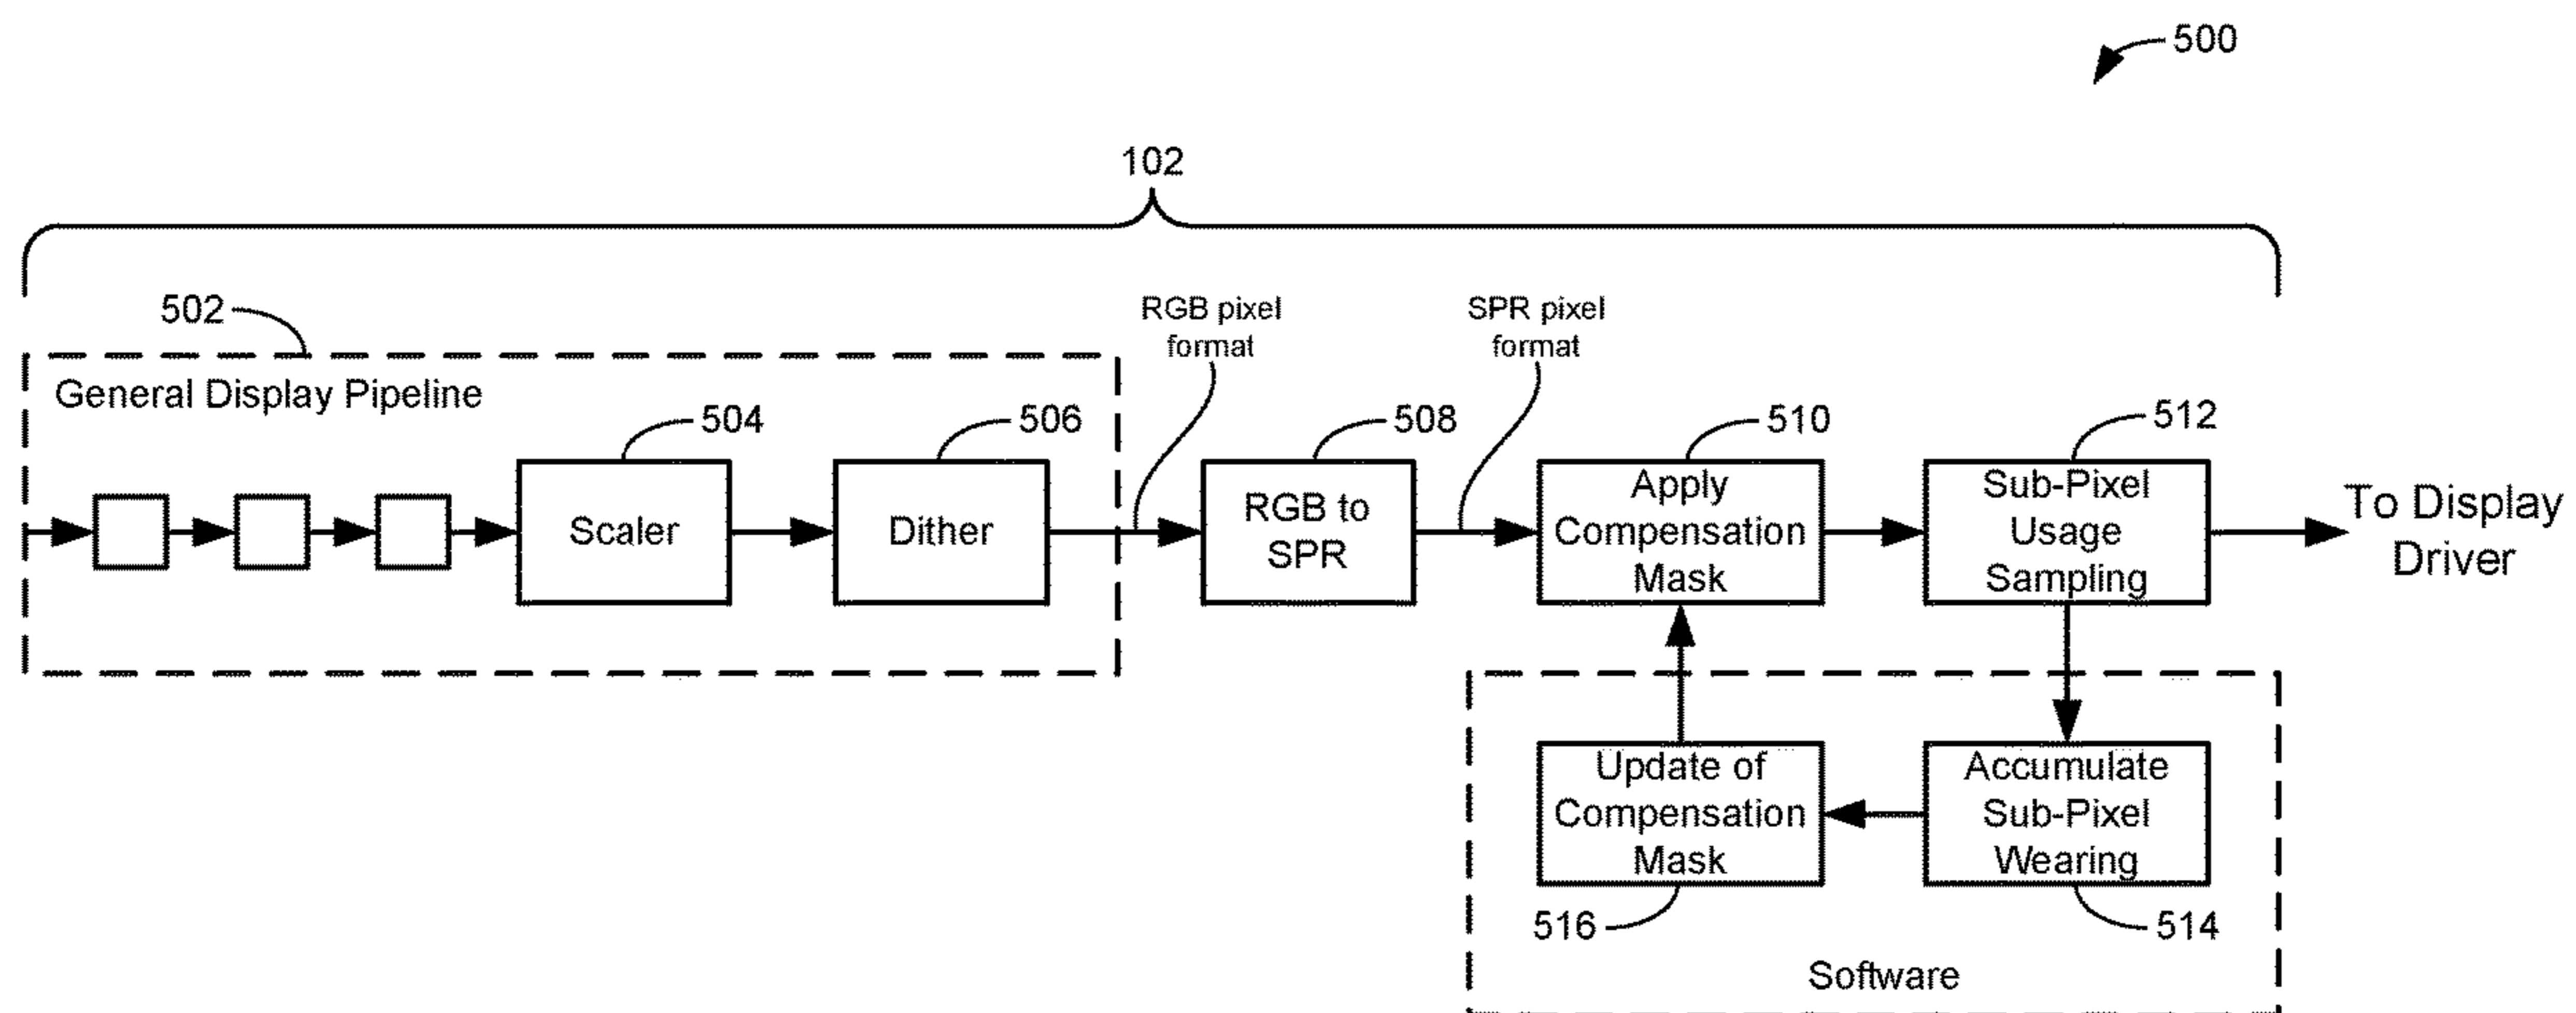 500
102
502
RGB pixel
format
SPR pixel
format
General Display Pipeline
504
506
508
510
512
Scaler
Dither
RGB to
SPR
Apply
Compensation
Mask
Sub-Pixel
Usage
Sampling
To Display
Driver
Update of
Compensation
Mask
Accumulate
Sub-Pixel
Wearing
516
514
Software